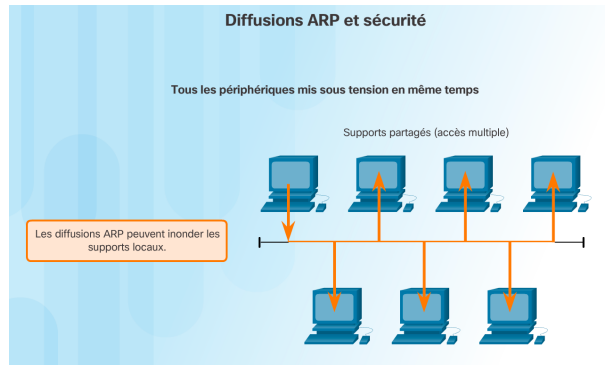 Diffusions ARP et sécurité
Tous les périphériques mis sous tension en même temps
Supports partagés (accès multiple)
Les diffusions ARP peuvent inonder les
supports locaux.